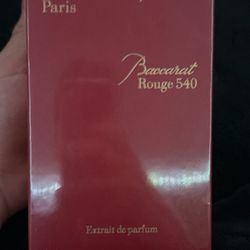 Paris
Baccarat
Rouge 540
Extrait de parfum